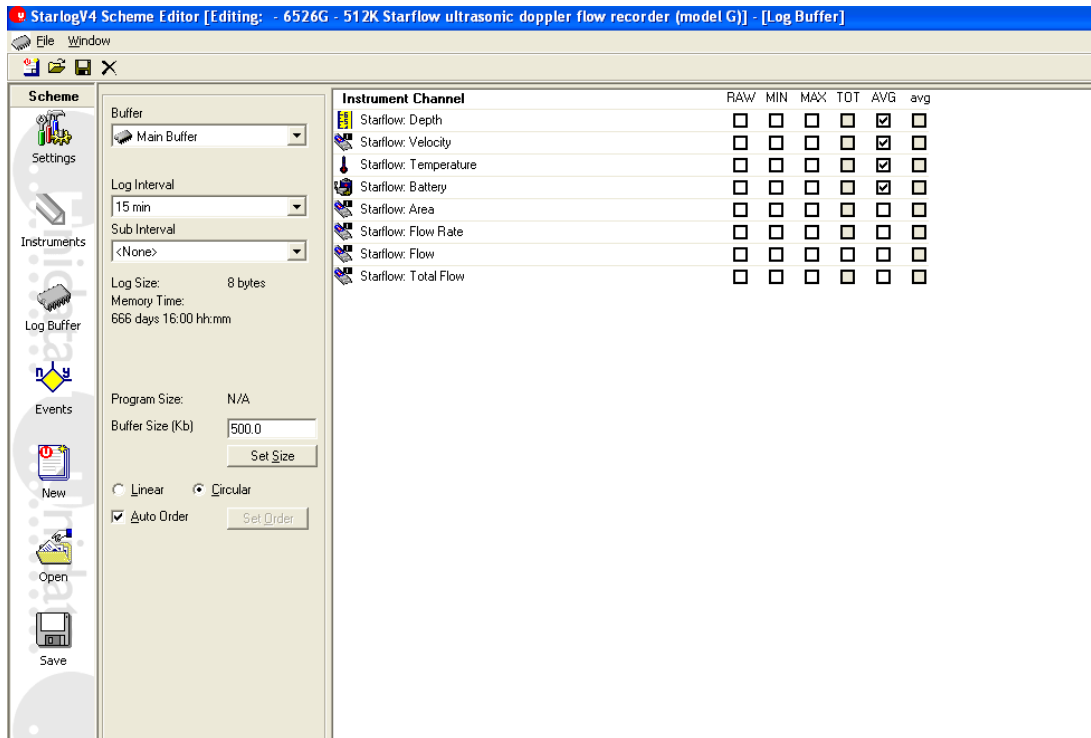 StarlogV4 Scheme Editor [Editing: - 6526G - 512K Starflow ultrasonic doppler flow recorder (model G)] - [Log Buffer]
File Window
Scheme
Settings
Instruments
Log Buffer
Events
New
Open
Save
Buffer
Main Buffer
Log Interval
15 min
Sub Interval
<None>
Log Size: 8 bytes
Memory Time:
666 days 16:00 hh:mm
Program Size: N/A
Buffer Size (Kb) 500.0
Set Size
Linear Circular
Auto Order Set Order
Instrument Channel RAW MIN MAX TOT AVG avg
Starflow: Depth
Starflow: Velocity
Starflow: Temperature
Starflow: Battery
Starflow: Area
Starflow: Flow Rate
Starflow: Flow
Starflow: Total Flow
Unidata
Unidat